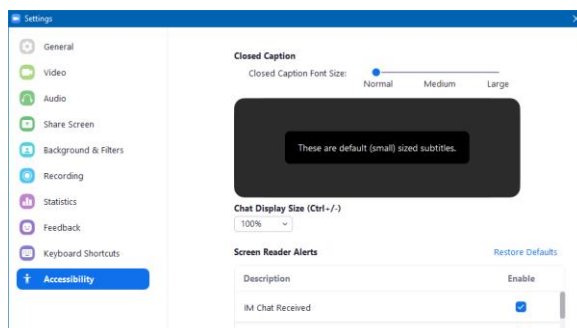 Settings
General
Video
Audio
Share Screen
Background & Filters
Recording
Statistics
Feedback
Keyboard Shortcuts
Accessibility
Closed Caption
Closed Caption Font Size:
Normal Medium Large
These are default (small) sized subtitles.
Chat Display Size (Ctrl+/-)
100%
Screen Reader Alerts Restore Defaults
Description Enable
IM Chat Received